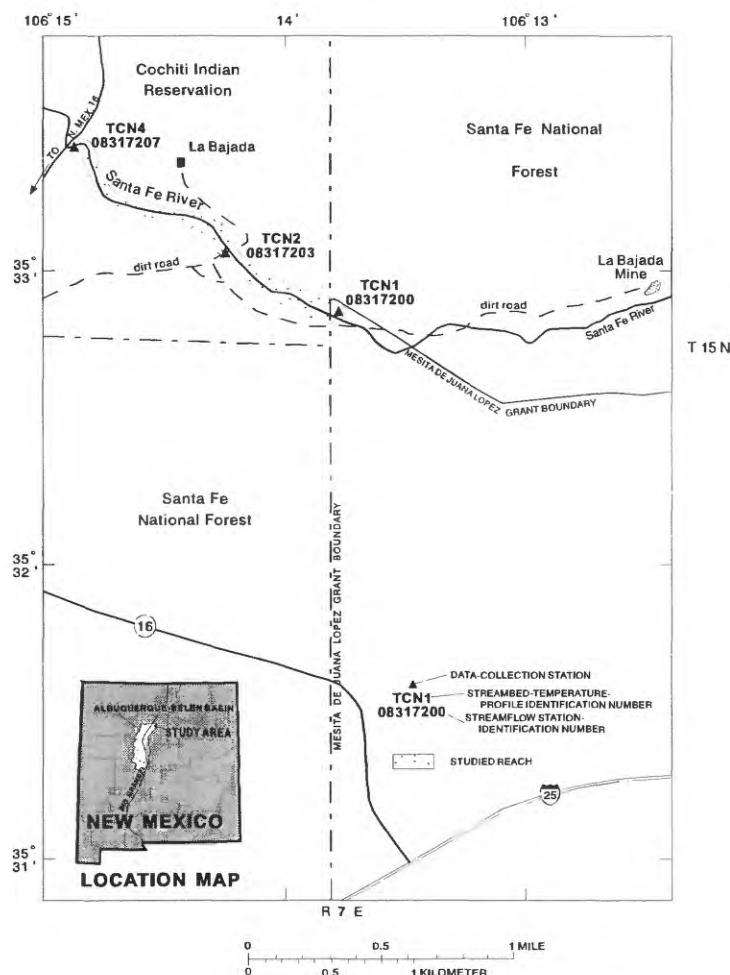 106° 15'
14'
106° 13'
Cochiti Indian
Reservation
TO N. MEX 16
TCN4
08317207
La Bajada
Santa Fe National
Forest
Santa Fe River
TCN2
08317203
35°
33'
dirt road
TCN1
08317200
La Bajada
Mine
dirt road
Santa Fe River
T 15 N
MESITA DE JUANA LOPEZ
GRANT BOUNDARY
Santa Fe
National Forest
MESITA DE JUANA LOPEZ GRANT BOUNDARY
35°
32'
16
DATA-COLLECTION STATION
TCN1
08317200
STREAMBED-TEMPERATURE-
PROFILE IDENTIFICATION NUMBER
STREAMFLOW STATION-
IDENTIFICATION NUMBER
STUDIED REACH
ALBUQUERQUE-BELEN BASIN
STUDY AREA
RIO GRANDE
NEW MEXICO
LOCATION MAP
25
35°
31'
R 7 E
0 0.5 1 MILE
0 0.5 1 KILOMETER